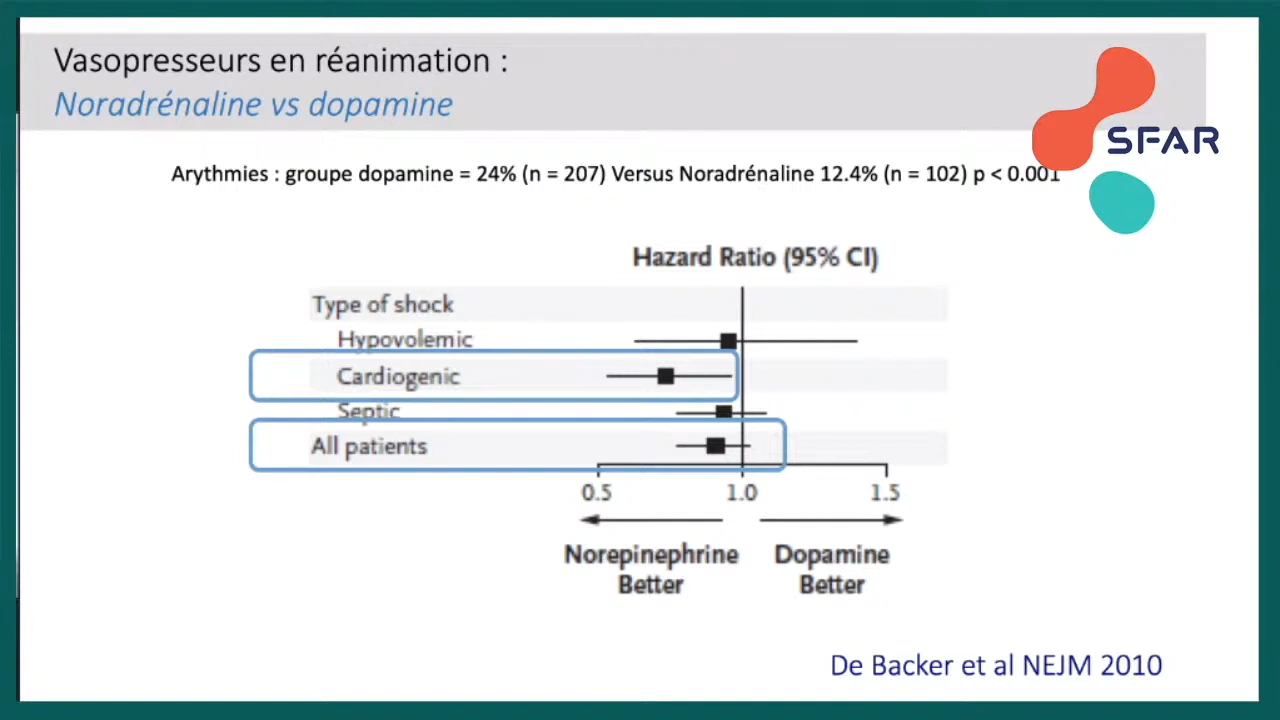 Vasopresseurs en réanimation :
Noradrénaline vs dopamine
SFAR
Arythmies : groupe dopamine = 24% (n = 207) Versus Noradrénaline 12.4% (n = 102) p < 0.001
Hazard Ratio (95% CI)
Type of shock
Hypovolemic
Cardiogenic
Septic
All patients
0.5 1.0 1.5
Norepinephrine Better
Dopamine Better
De Backer et al NEJM 2010